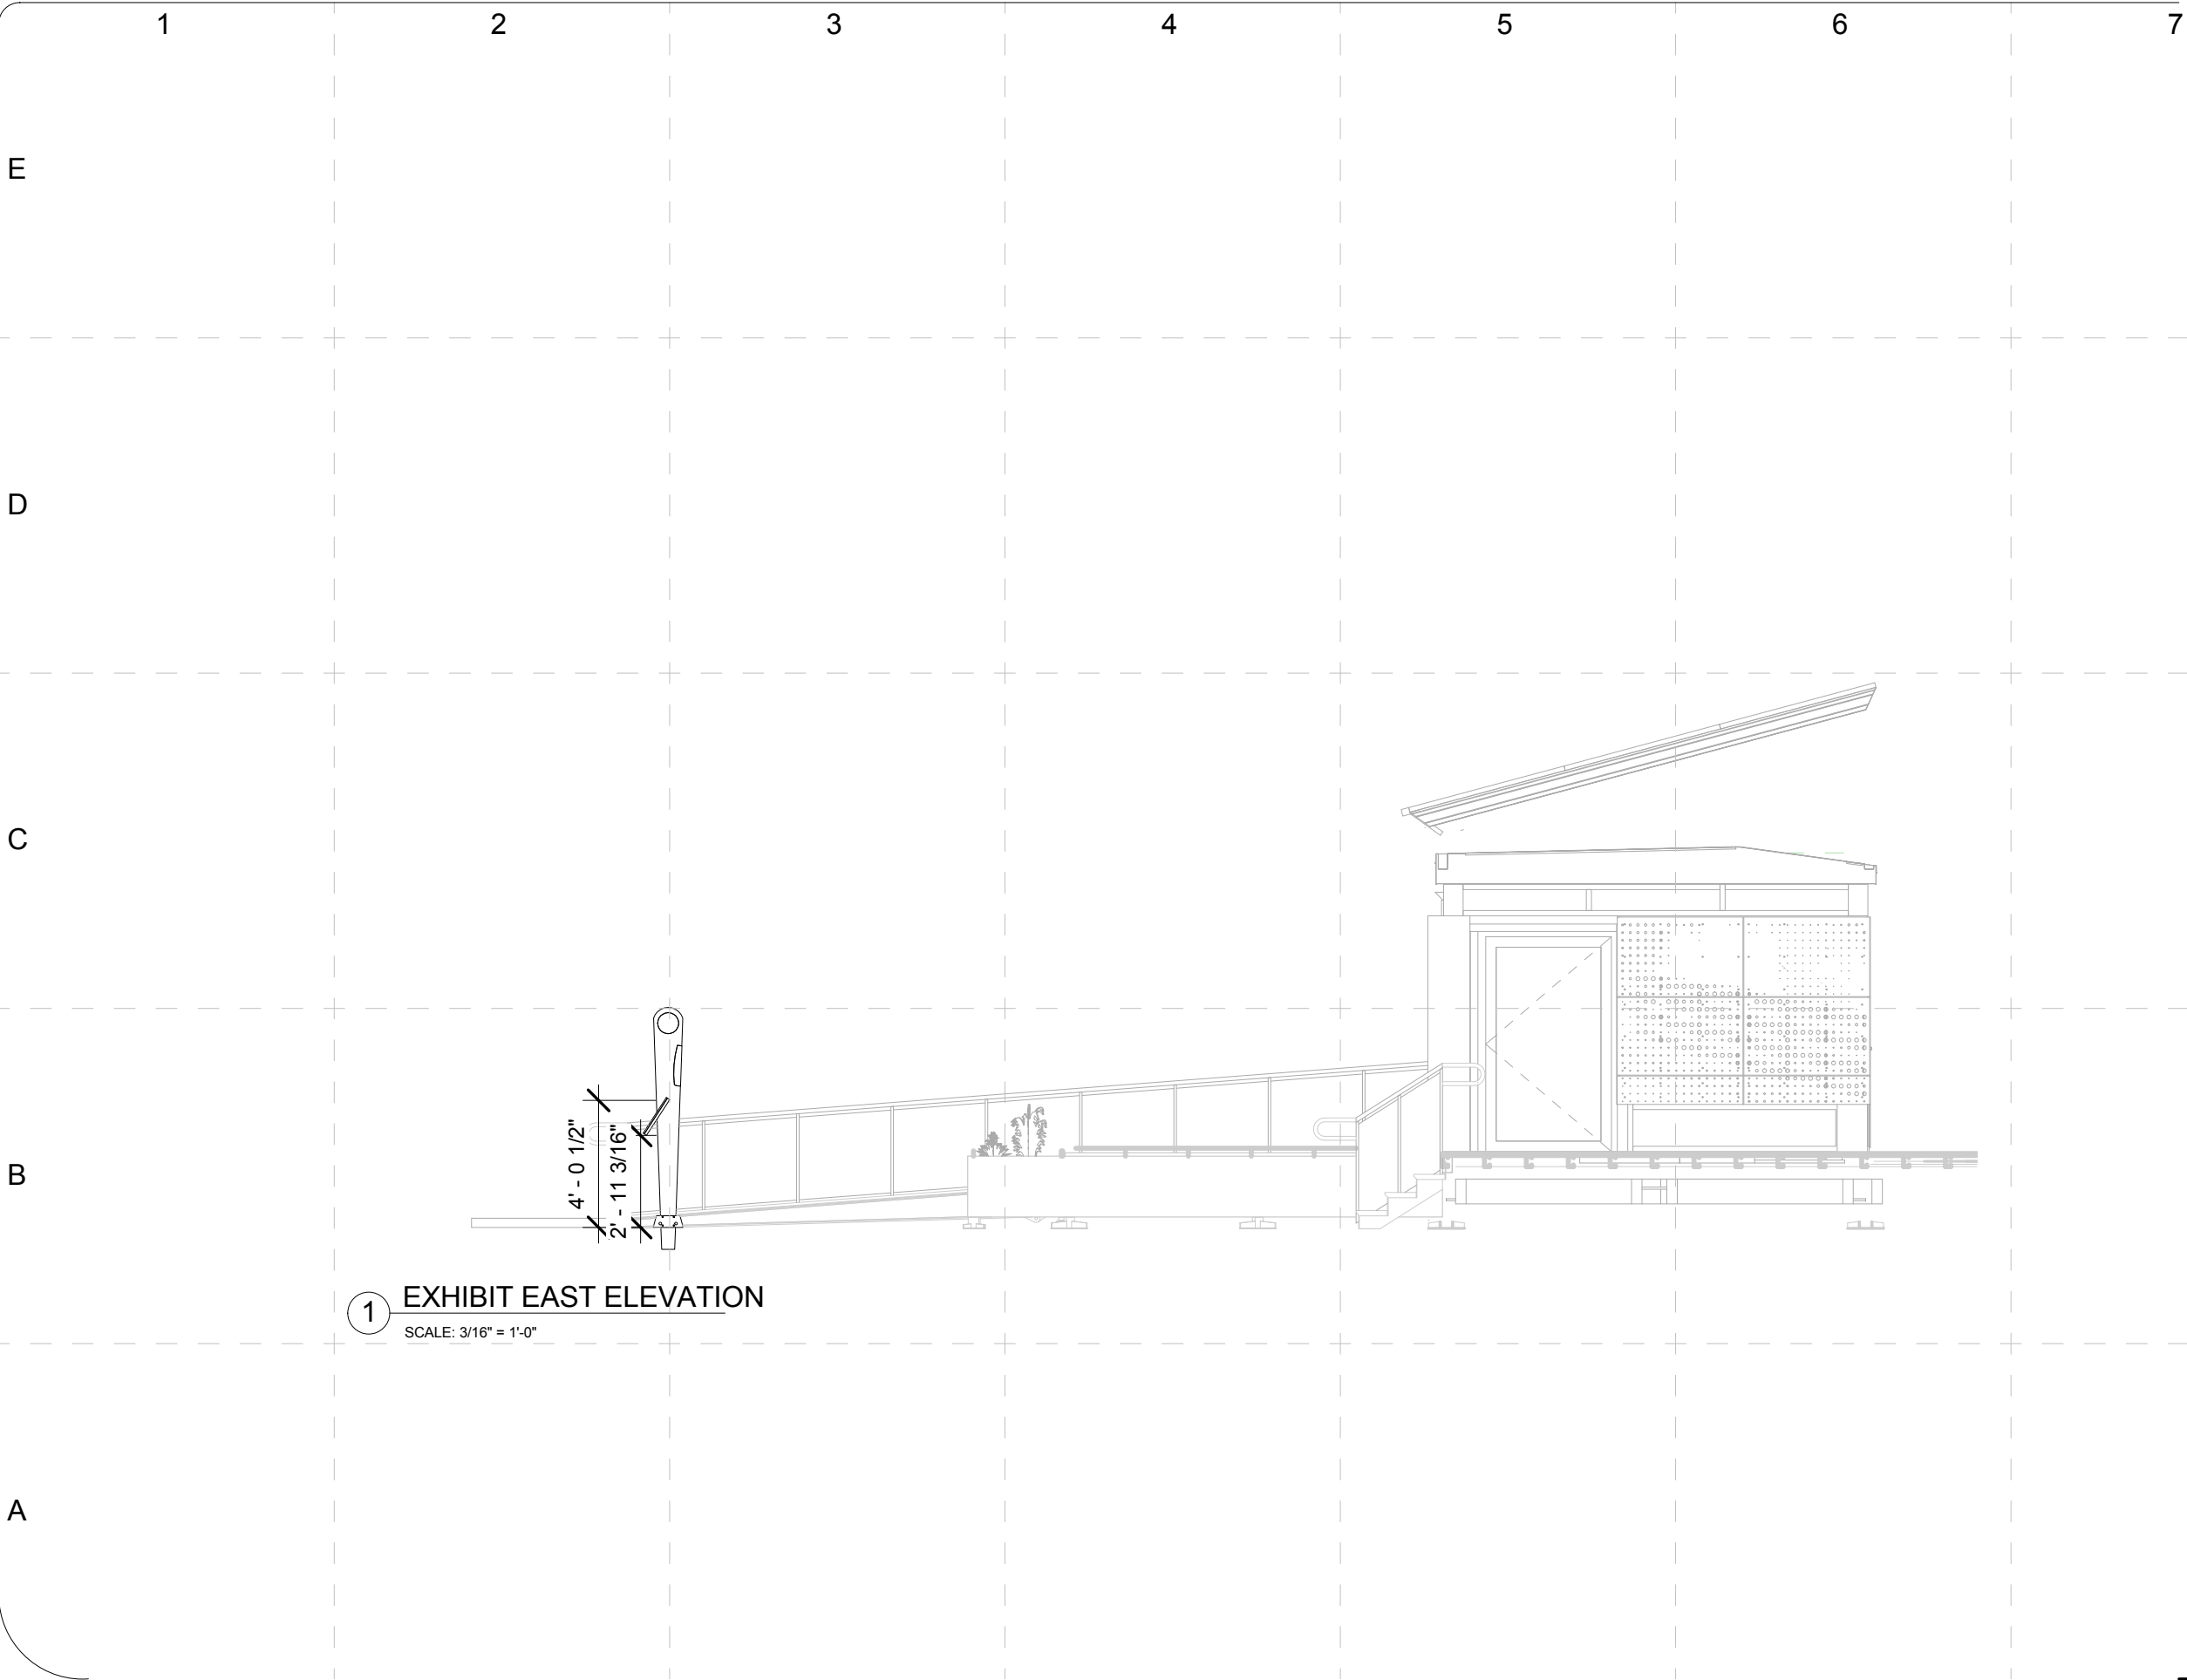 1 2 3 4 5 6 7
E
D
C
B
A
4' - 0 1/2"
2' - 11 3/16"
1 EXHIBIT EAST ELEVATION
SCALE: 3/16" = 1'-0"